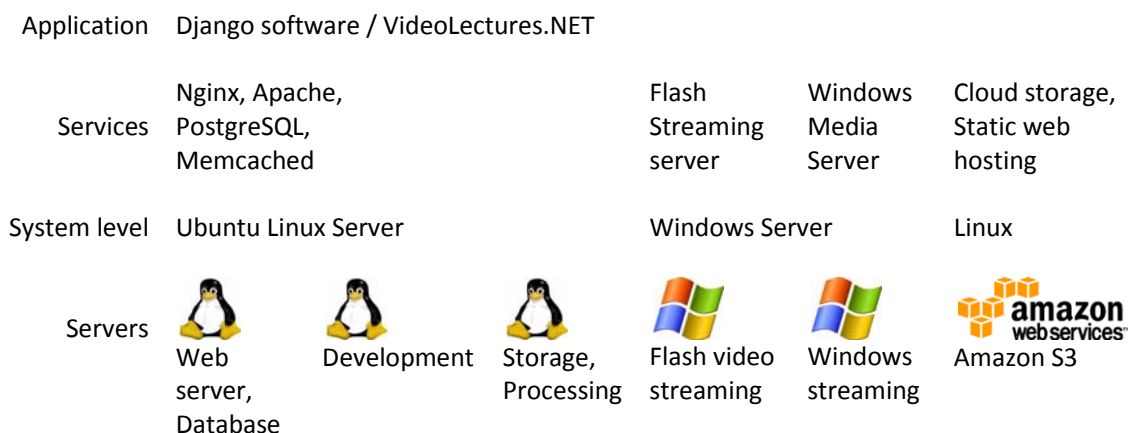 Application Django software / VideoLectures.NET
Nginx, Apache, Flash Windows Cloud storage,
Services PostgreSQL, Streaming Media Static web
Memcached server Server hosting
System level Ubuntu Linux Server Windows Server Linux
amazon
Servers webservices™
Web Development Storage, Flash video Windows Amazon S3
server, Processing streaming streaming
Database